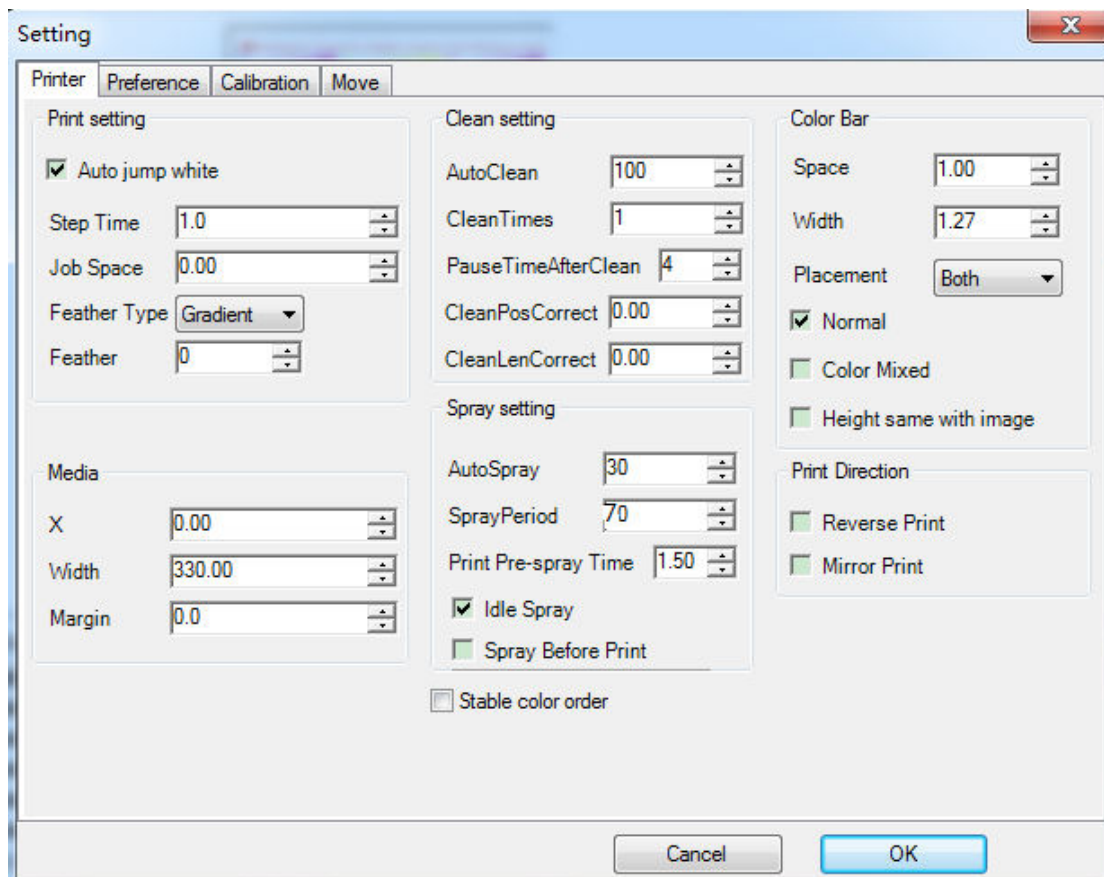 Setting
Printer Preference Calibration Move
Print setting
Auto jump white
Step Time 1.0
Job Space 0.00
Feather Type Gradient
Feather 0
Media
X 0.00
Width 330.00
Margin 0.0
Clean setting
AutoClean 100
CleanTimes 1
PauseTimeAfterClean 4
CleanPosCorrect 0.00
CleanLenCorrect 0.00
Spray setting
AutoSpray 30
SprayPeriod 70
Print Pre-spray Time 1.50
Idle Spray
Spray Before Print
Stable color order
Color Bar
Space 1.00
Width 1.27
Placement Both
Normal
Color Mixed
Height same with image
Print Direction
Reverse Print
Mirror Print
Cancel OK